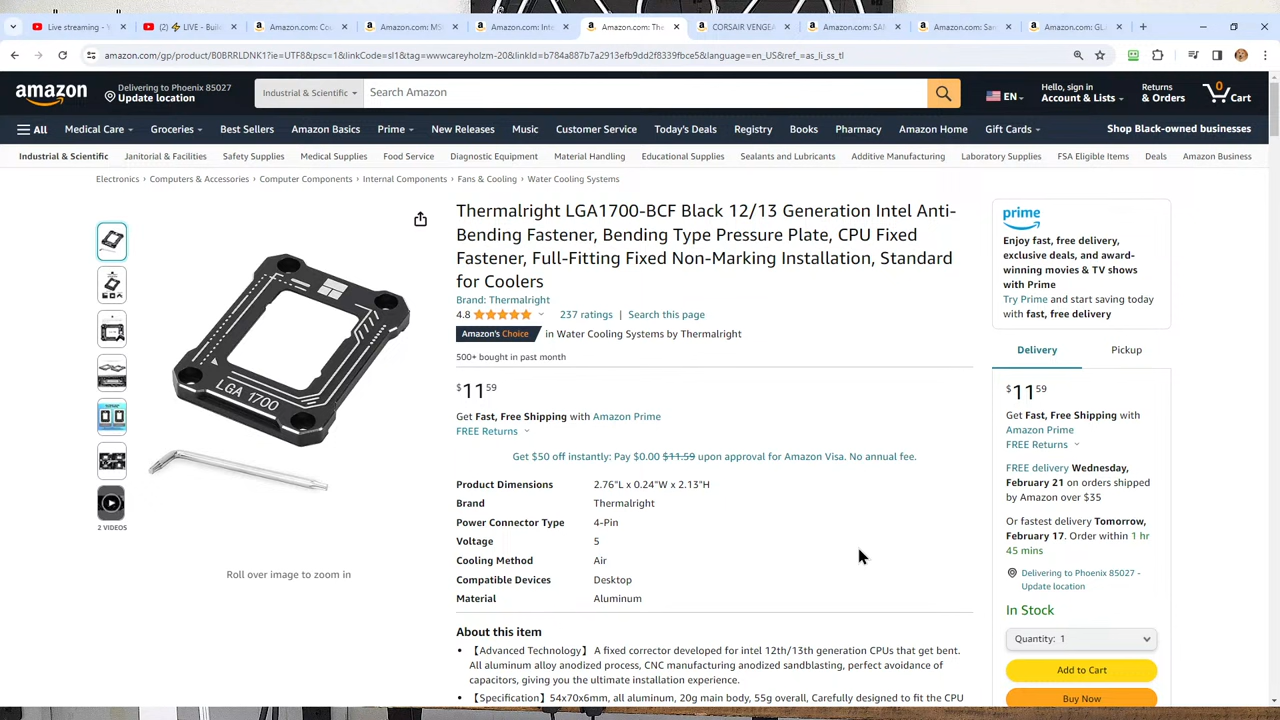 Live streaming - Y
(2) ⚡ LIVE - Buil
Amazon.com: Co
Amazon.com: MS
Amazon.com: Inte
Amazon.com: The
CORSAIR VENGEA
Amazon.com: SAM
Amazon.com: Sa
Amazon.com: GL
amazon.com/gp/product/B0BRRLDNK1?ie=UTF8&psc=1&linkCode=sl1&tag=wwwcareyholzm-20&linkId=b784a887b7a2913efb9dd2f8339fbce5&language=en_US&ref_=as_li_ss_tl
amazon
Delivering to Phoenix 85027
Update location
Industrial & Scientific
Search Amazon
EN
Hello, sign in
Account & Lists
Returns
& Orders
0
Cart
All
Medical Care
Groceries
Best Sellers
Amazon Basics
Prime
New Releases
Music
Customer Service
Today's Deals
Registry
Books
Pharmacy
Amazon Home
Gift Cards
Shop Black-owned businesses
Industrial & Scientific
Janitorial & Facilities
Safety Supplies
Medical Supplies
Food Service
Diagnostic Equipment
Material Handling
Educational Supplies
Sealants and Lubricants
Additive Manufacturing
Laboratory Supplies
FSA Eligible Items
Deals
Amazon Business
Electronics › Computers & Accessories › Computer Components › Internal Components › Fans & Cooling › Water Cooling Systems
LGA 1700
2 VIDEOS
Roll over image to zoom in
Thermalright LGA1700-BCF Black 12/13 Generation Intel Anti-
Bending Fastener, Bending Type Pressure Plate, CPU Fixed
Fastener, Full-Fitting Fixed Non-Marking Installation, Standard
for Coolers
Brand: Thermalright
4.8
237 ratings | Search this page
Amazon's Choice in Water Cooling Systems by Thermalright
500+ bought in past month
$11 59
Get Fast, Free Shipping with Amazon Prime
FREE Returns
Get $50 off instantly: Pay $0.00 $11.59 upon approval for Amazon Visa. No annual fee.
Product Dimensions 2.76"L x 0.24"W x 2.13"H
Brand Thermalright
Power Connector Type 4-Pin
Voltage 5
Cooling Method Air
Compatible Devices Desktop
Material Aluminum
About this item
• 【Advanced Technology】 A fixed corrector developed for intel 12th/13th generation CPUs that get bent.
All aluminum alloy anodized process, CNC manufacturing anodized sandblasting, perfect avoidance of
capacitors, giving you the ultimate installation experience.
• 【Specification】54x70x6mm, all aluminum, 20g main body, 55g overall, Carefully designed to fit the CPU
prime
Enjoy fast, free delivery,
exclusive deals, and award-
winning movies & TV shows
with Prime
Try Prime and start saving today
with fast, free delivery
Delivery
Pickup
$11 59
Get Fast, Free Shipping with
Amazon Prime
FREE Returns
FREE delivery Wednesday,
February 21 on orders shipped
by Amazon over $35
Or fastest delivery Tomorrow,
February 17. Order within 1 hr
45 mins
Delivering to Phoenix 85027 -
Update location
In Stock
Quantity: 1
Add to Cart
Buy Now